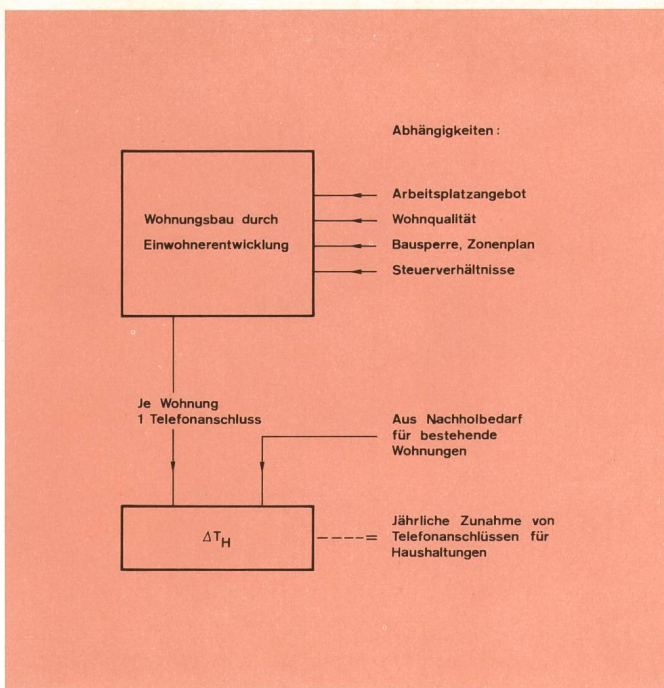 Abhängigkeiten:
Wohnungsbau durch
Einwohnerentwicklung
Arbeitsplatzangebot
Wohnqualität
Bausperre, Zonenplan
Steuerverhältnisse
Je Wohnung
1 Telefonanschluss
Aus Nachholbedarf
für bestehende
Wohnungen
ΔT_H
Jährliche Zunahme von
Telefonanschlüssen für
Haushaltungen